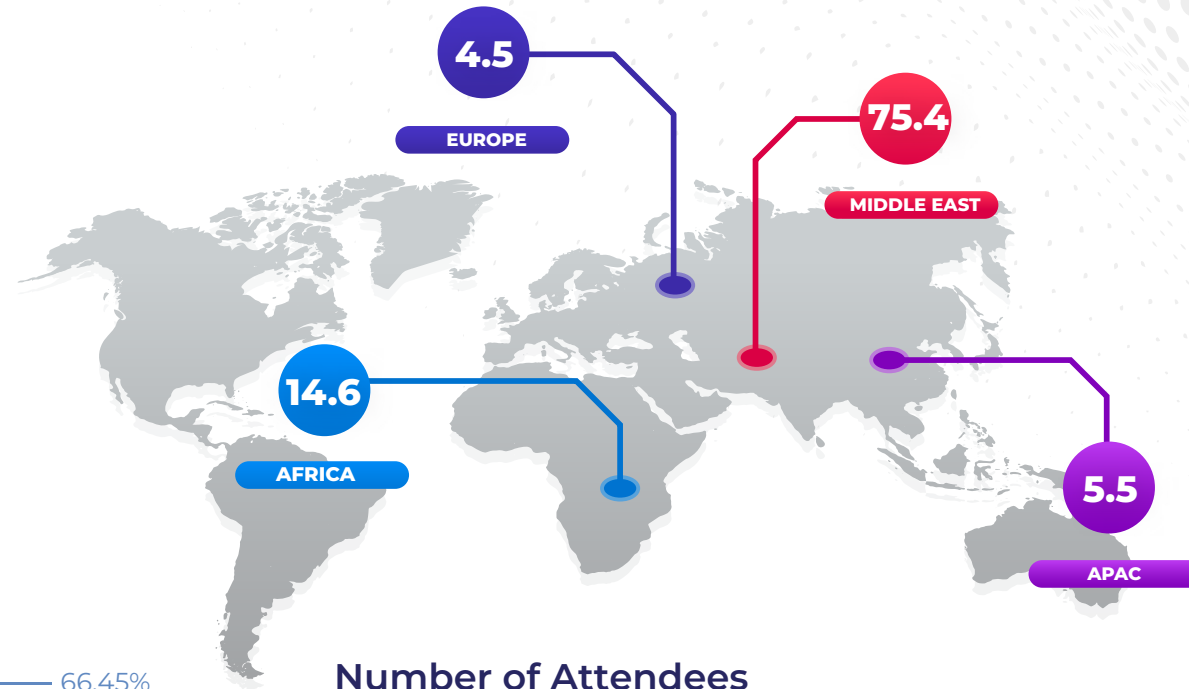 4.5
EUROPE
75.4
MIDDLE EAST
14.6
AFRICA
5.5
APAC
66.45%
Number of Attendees